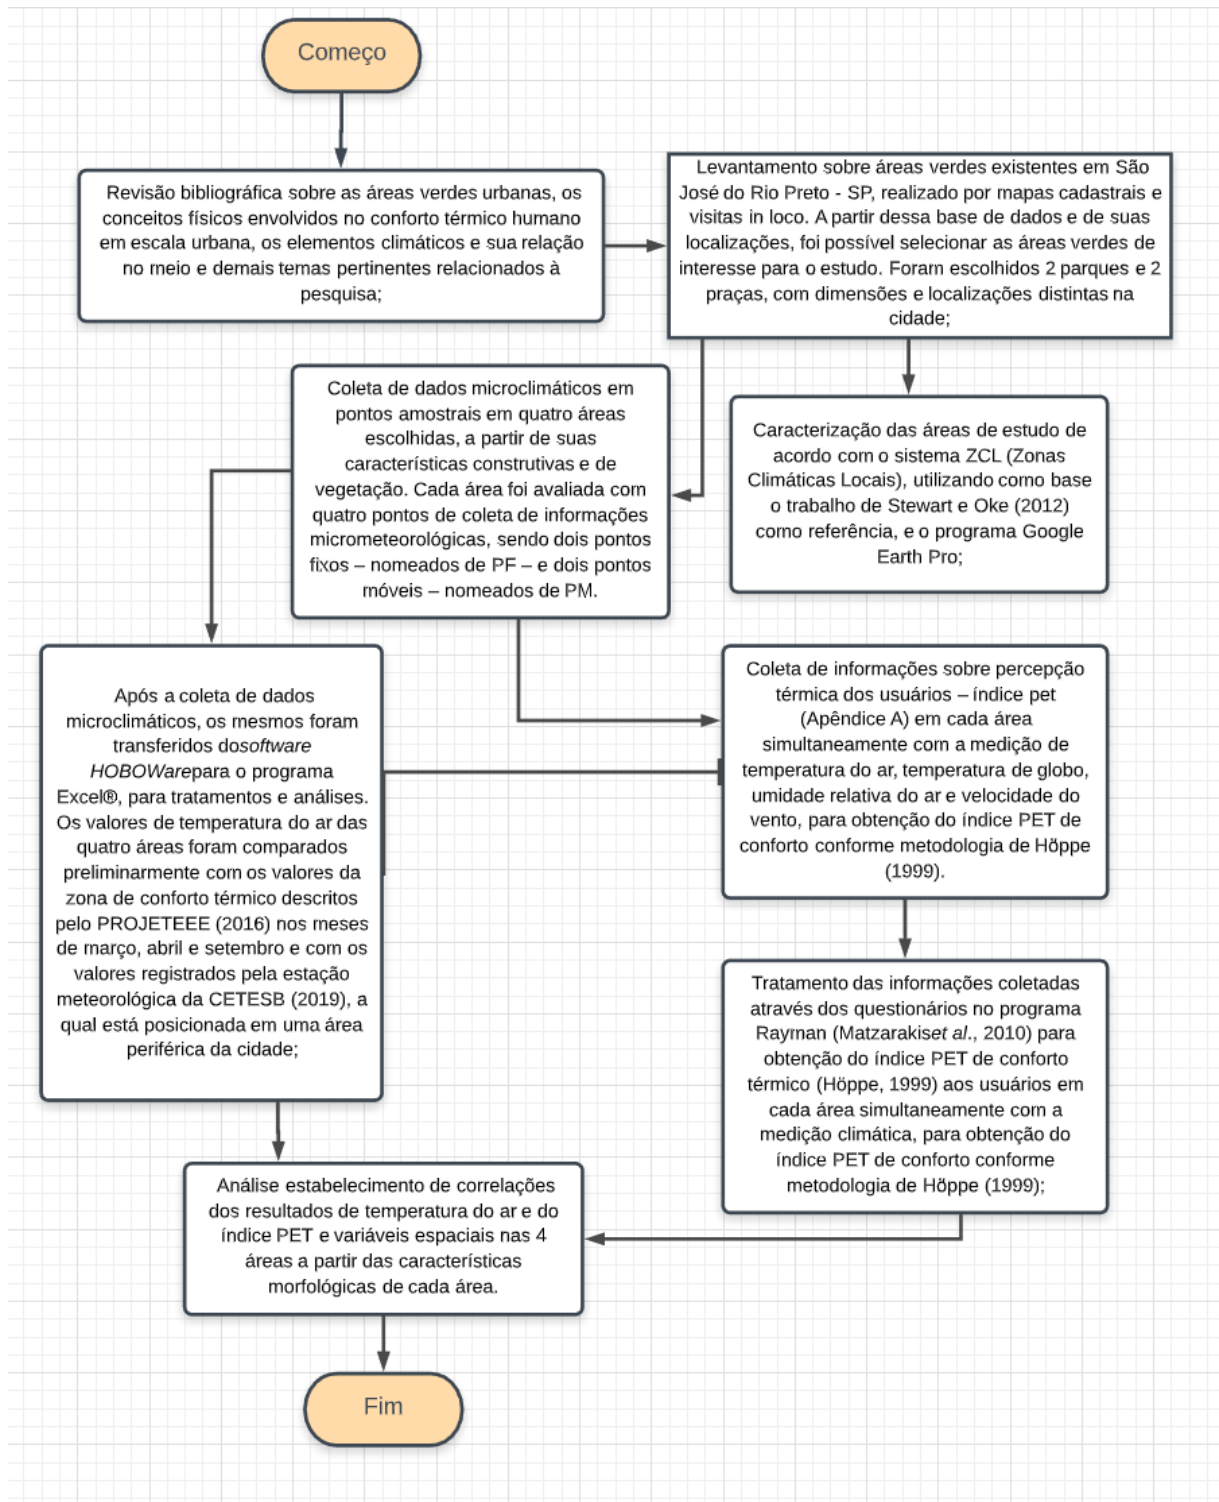 Começo
Revisão bibliográfica sobre as áreas verdes urbanas, os
conceitos físicos envolvidos no conforto térmico humano
em escala urbana, os elementos climáticos e sua relação
no meio e demais temas pertinentes relacionados à
pesquisa;
Levantamento sobre áreas verdes existentes em São
José do Rio Preto - SP, realizado por mapas cadastrais e
visitas in loco. A partir dessa base de dados e de suas
localizações, foi possível selecionar as áreas verdes de
interesse para o estudo. Foram escolhidos 2 parques e 2
praças, com dimensões e localizações distintas na
cidade;
Coleta de dados microclimáticos em
pontos amostrais em quatro áreas
escolhidas, a partir de suas
características construtivas e de
vegetação. Cada área foi avaliada com
quatro pontos de coleta de informações
micrometeorológicas, sendo dois pontos
fixos – nomeados de PF – e dois pontos
móveis – nomeados de PM.
Caracterização das áreas de estudo de
acordo com o sistema ZCL (Zonas
Climáticas Locais), utilizando como base
o trabalho de Stewart e Oke (2012)
como referência, e o programa Google
Earth Pro;
Após a coleta de dados
microclimáticos, os mesmos foram
transferidos dosoftware
HOBOWarepara o programa
Excel®, para tratamentos e análises.
Os valores de temperatura do ar das
quatro áreas foram comparados
preliminarmente com os valores da
zona de conforto térmico descritos
pelo PROJETEEE (2016) nos meses
de março, abril e setembro e com os
valores registrados pela estação
meteorológica da CETESB (2019), a
qual está posicionada em uma área
periférica da cidade;
Coleta de informações sobre percepção
térmica dos usuários – índice pet
(Apêndice A) em cada área
simultaneamente com a medição de
temperatura do ar, temperatura de globo,
umidade relativa do ar e velocidade do
vento, para obtenção do índice PET de
conforto conforme metodologia de Höppe
(1999).
Tratamento das informações coletadas
através dos questionários no programa
Rayman (Matzarakiset al., 2010) para
obtenção do índice PET de conforto
térmico (Höppe, 1999) aos usuários em
cada área simultaneamente com a
medição climática, para obtenção do
índice PET de conforto conforme
metodologia de Höppe (1999);
Análise estabelecimento de correlações
dos resultados de temperatura do ar e do
índice PET e variáveis espaciais nas 4
áreas a partir das características
morfológicas de cada área.
Fim